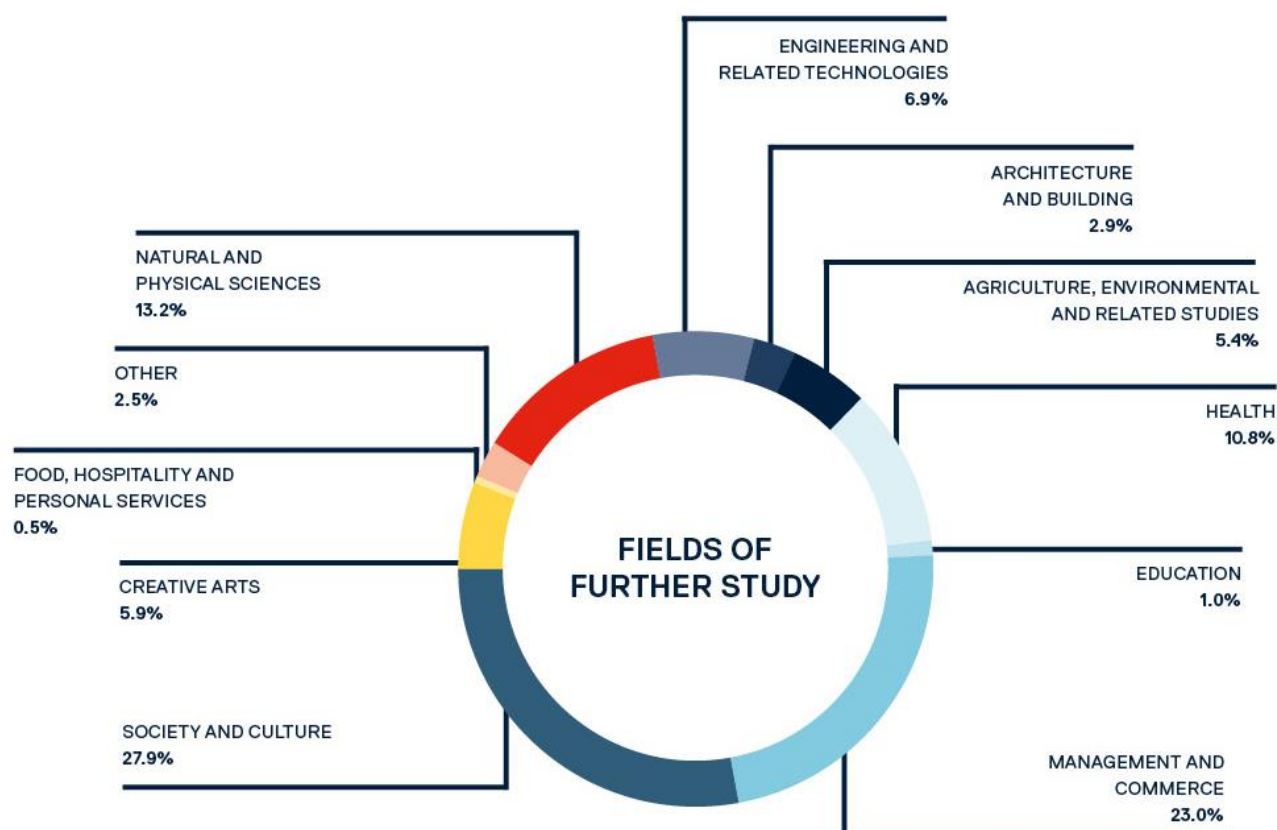 ENGINEERING AND
RELATED TECHNOLOGIES
6.9%
ARCHITECTURE
AND BUILDING
2.9%
NATURAL AND
PHYSICAL SCIENCES
13.2%
AGRICULTURE, ENVIRONMENTAL
AND RELATED STUDIES
5.4%
OTHER
2.5%
HEALTH
10.8%
FOOD, HOSPITALITY AND
PERSONAL SERVICES
0.5%
FIELDS OF
FURTHER STUDY
CREATIVE ARTS
5.9%
EDUCATION
1.0%
SOCIETY AND CULTURE
27.9%
MANAGEMENT AND
COMMERCE
23.0%